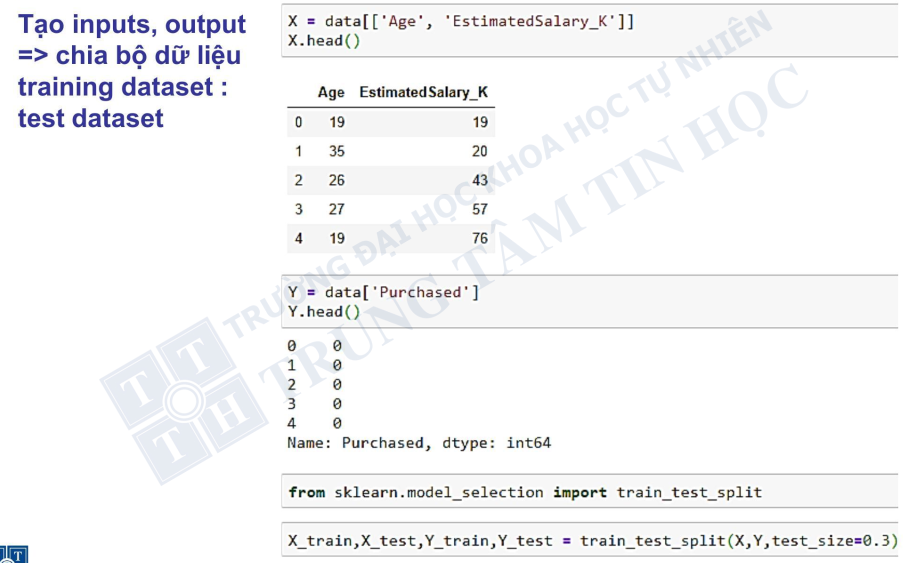 Tạo inputs, output
=> chia bộ dữ liệu
training dataset :
test dataset
X = data[['Age', 'EstimatedSalary_K']]
X.head()
Age EstimatedSalary_K
0 19 19
1 35 20
2 26 43
3 27 57
4 19 76
Y = data['Purchased']
Y.head()
0 0
1 0
2 0
3 0
4 0
Name: Purchased, dtype: int64
from sklearn.model_selection import train_test_split
X_train,X_test,Y_train,Y_test = train_test_split(X,Y,test_size=0.3)
TRƯỜNG ĐẠI HỌC KHOA HỌC TỰ NHIÊN
TRUNG TÂM TIN HỌC
T T
T H
T